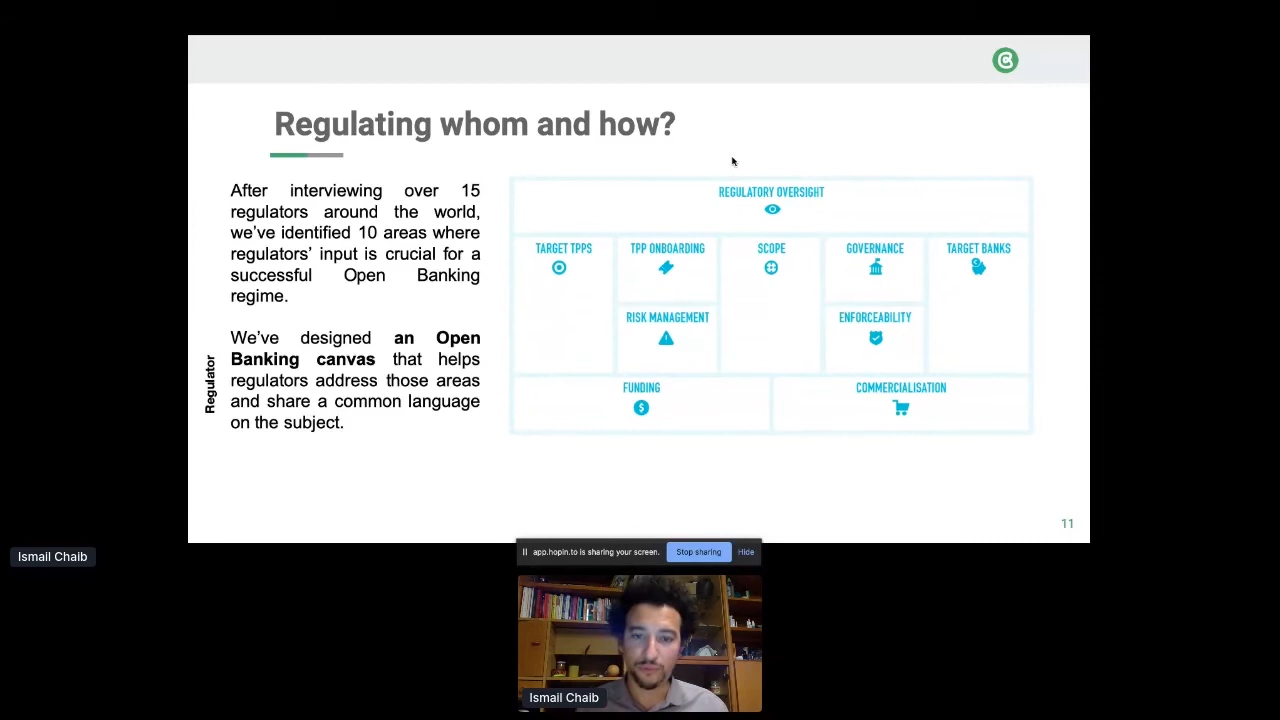 Regulating whom and how?
After interviewing over 15
regulators around the world,
we've identified 10 areas where
regulators' input is crucial for a
successful Open Banking
regime.
We've designed an Open
Banking canvas that helps
regulators address those areas
and share a common language
on the subject.
Regulator
REGULATORY OVERSIGHT
TARGET TPPS
TPP ONBOARDING
SCOPE
GOVERNANCE
TARGET BANKS
RISK MANAGEMENT
ENFORCEABILITY
FUNDING
$
COMMERCIALISATION
11
Ismail Chaib
app.hopin.to is sharing your screen.
Stop sharing
Hide
Ismail Chaib